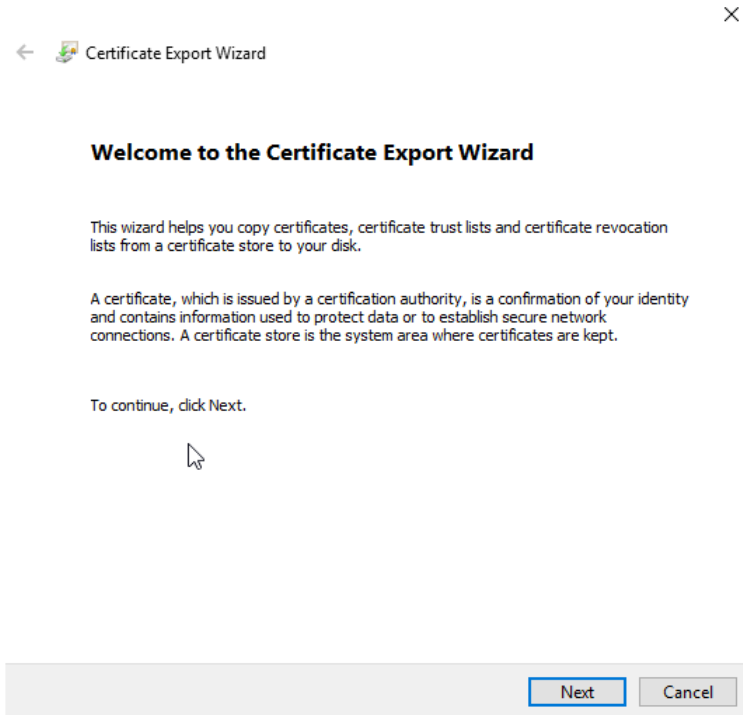 Certificate Export Wizard
Welcome to the Certificate Export Wizard
This wizard helps you copy certificates, certificate trust lists and certificate revocation
lists from a certificate store to your disk.
A certificate, which is issued by a certification authority, is a confirmation of your identity
and contains information used to protect data or to establish secure network
connections. A certificate store is the system area where certificates are kept.
To continue, click Next.
Next
Cancel